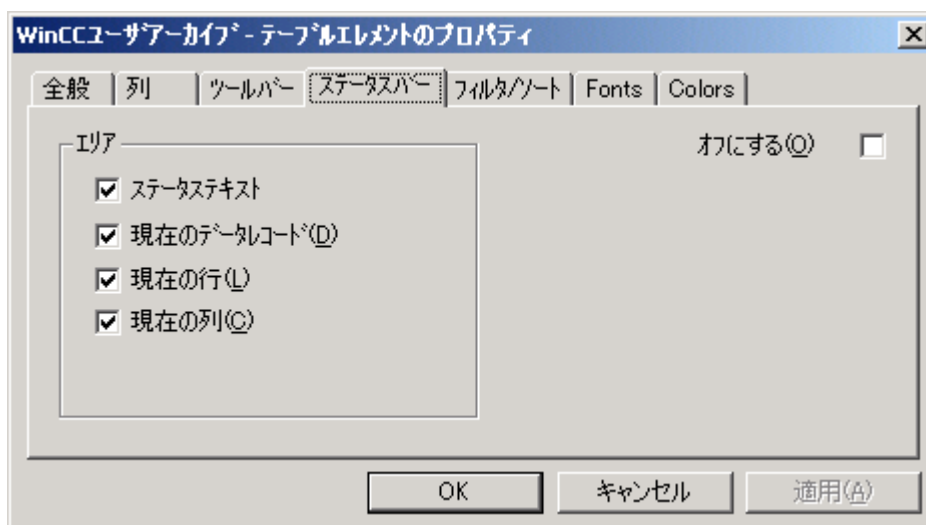 WinCCユーザアーカイブ - テーブルエレメントのプロパティ
全般 列 ツールバー ステータスバー フィルタ/ソート Fonts Colors
エリア
オフにする(O)
ステータステキスト
現在のデータレコード(D)
現在の行(L)
現在の列(C)
OK キャンセル 適用(A)